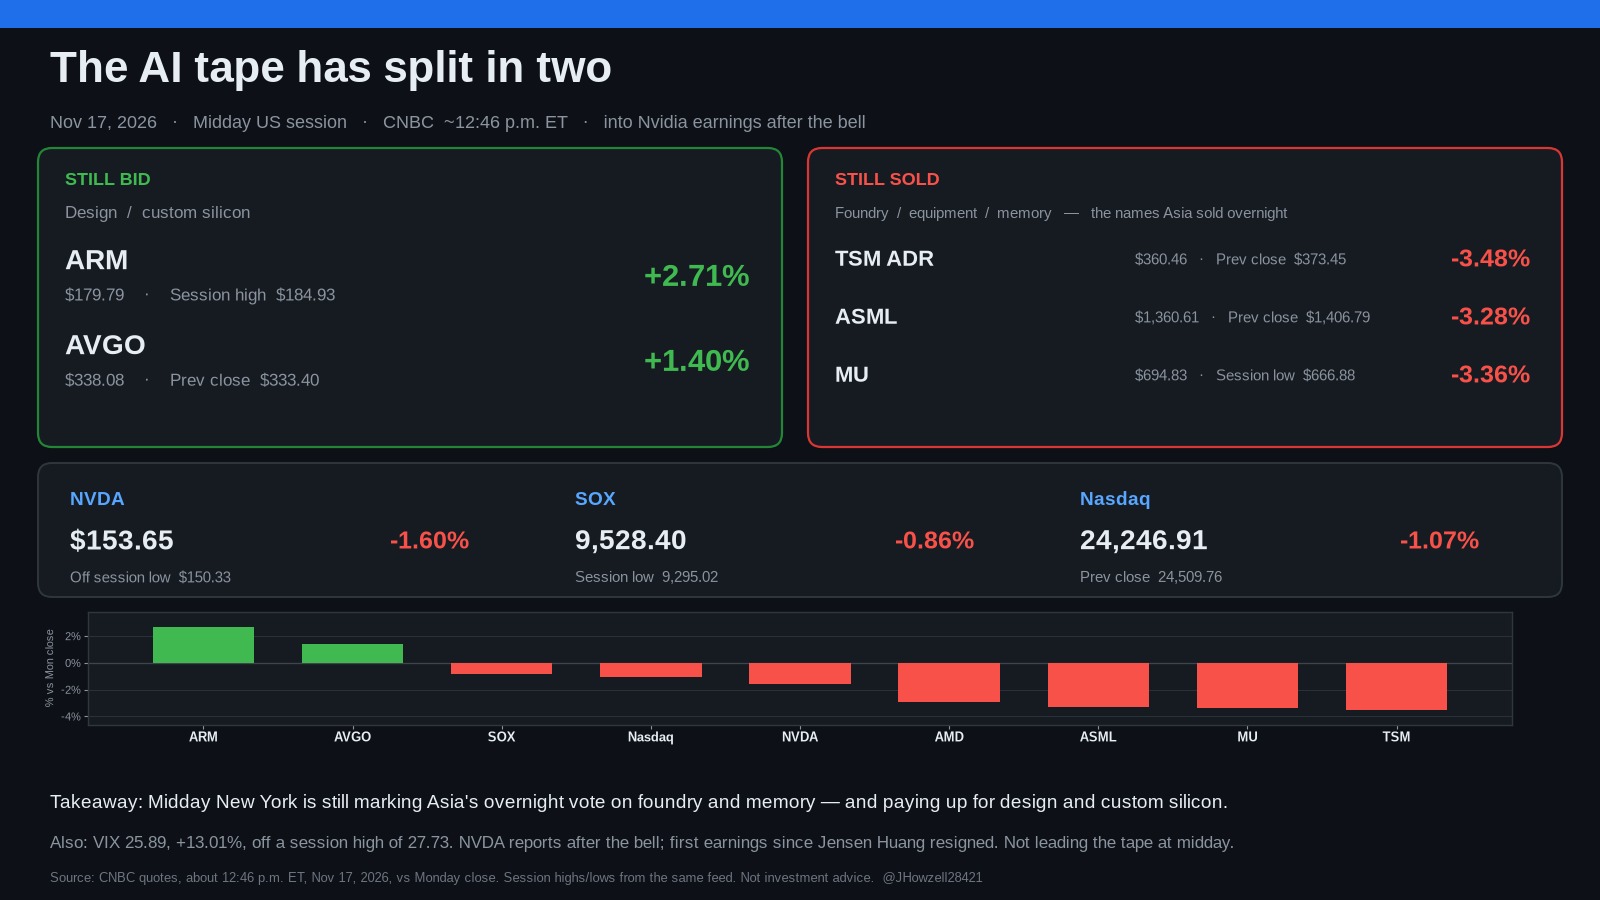 The AI tape has split in two
Nov 17, 2026 · Midday US session · CNBC ~12:46 p.m. ET · into Nvidia earnings after the bell
STILL BID
Design / custom silicon
ARM
$179.79 · Session high $184.93
+2.71%
AVGO
$338.08 · Prev close $333.40
+1.40%
STILL SOLD
Foundry / equipment / memory — the names Asia sold overnight
TSM ADR $360.46 · Prev close $373.45 -3.48%
ASML $1,360.61 · Prev close $1,406.79 -3.28%
MU $694.83 · Session low $666.88 -3.36%
NVDA
$153.65 -1.60%
Off session low $150.33
SOX
9,528.40 -0.86%
Session low 9,295.02
Nasdaq
24,246.91 -1.07%
Prev close 24,509.76
% vs Mon close
2%
0%
-2%
-4%
ARM AVGO SOX Nasdaq NVDA AMD ASML MU TSM
Takeaway: Midday New York is still marking Asia's overnight vote on foundry and memory — and paying up for design and custom silicon.
Also: VIX 25.89, +13.01%, off a session high of 27.73. NVDA reports after the bell; first earnings since Jensen Huang resigned. Not leading the tape at midday.
Source: CNBC quotes, about 12:46 p.m. ET, Nov 17, 2026, vs Monday close. Session highs/lows from the same feed. Not investment advice. @JHowzell28421